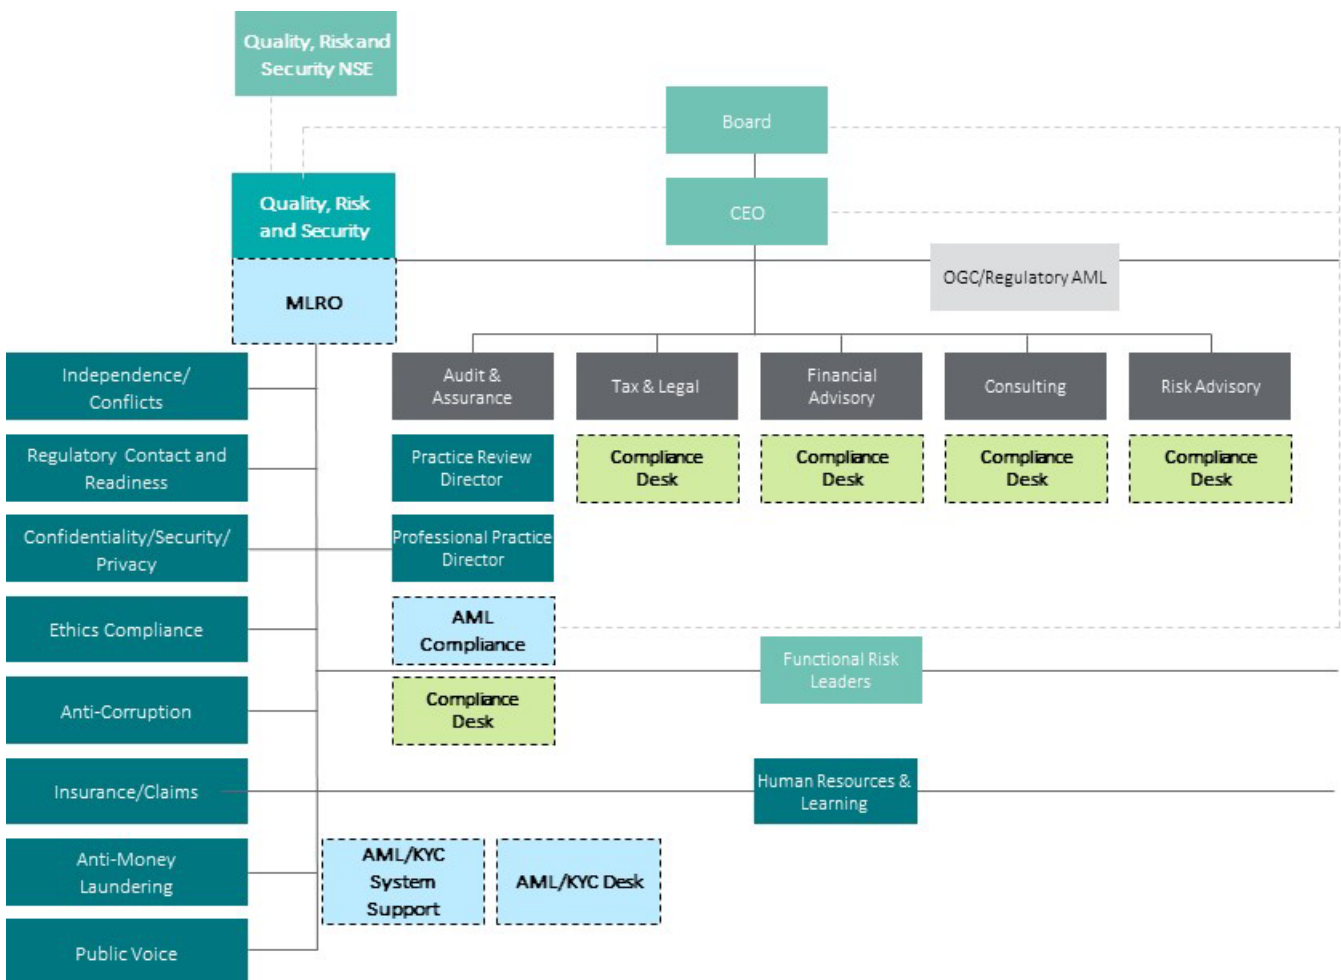 Quality, Risk and
Security NSE
Board
Quality, Risk
and Security
CEO
OGC/Regulatory AML
MLRO
Independence/
Conflicts
Audit &
Assurance
Tax & Legal
Financial
Advisory
Consulting
Risk Advisory
Regulatory Contact and
Readiness
Practice Review
Director
Compliance
Desk
Compliance
Desk
Compliance
Desk
Compliance
Desk
Confidentiality/Security/
Privacy
Professional Practice
Director
Ethics Compliance
AML
Compliance
Functional Risk
Leaders
Anti-Corruption
Compliance
Desk
Insurance/Claims
Human Resources &
Learning
Anti-Money
Laundering
AML/KYC
System
Support
AML/KYC Desk
Public Voice